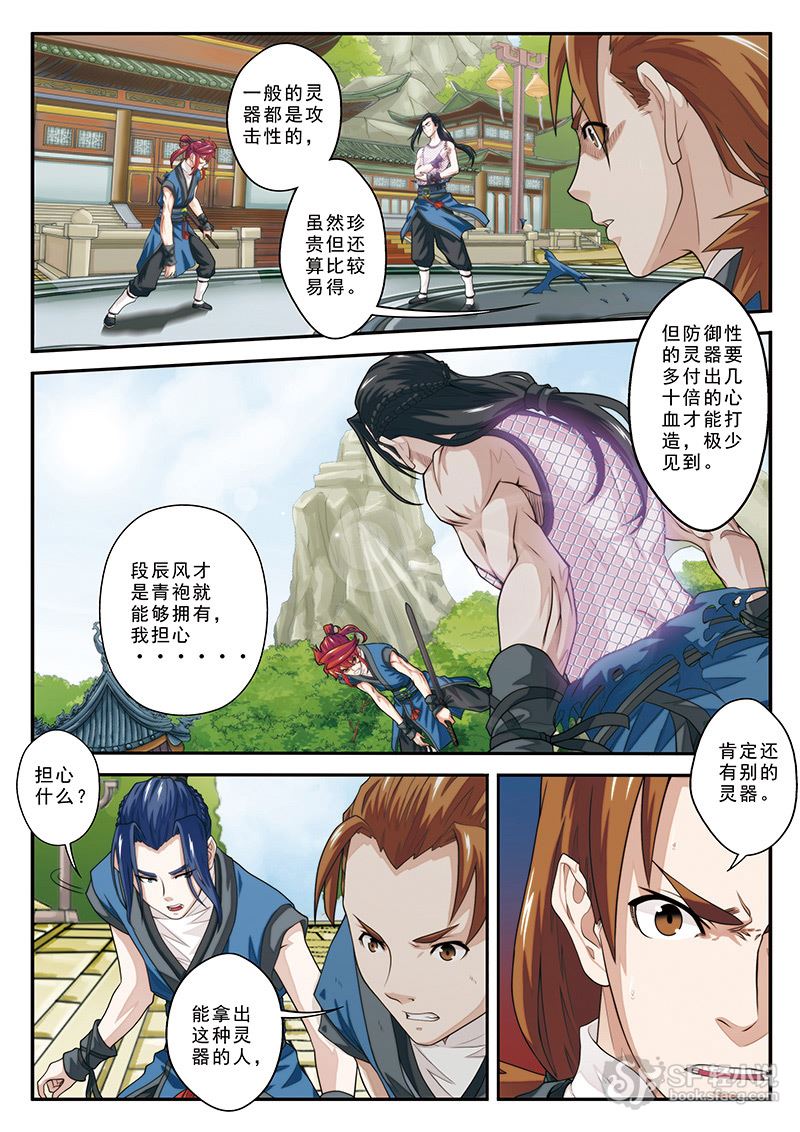 一般的灵
器都是攻
击性的，
虽然珍
贵但还
算比较
易得。
但防御性
的灵器要
多付出几
十倍的心
血才能打
造，极少
见到。
段辰风才
是青袍就
能够拥有，
我担心
······
担心
什么？
能拿出
这种灵
器的人，
肯定还
有别的
灵器。
SF轻小说
book.sfacg.com